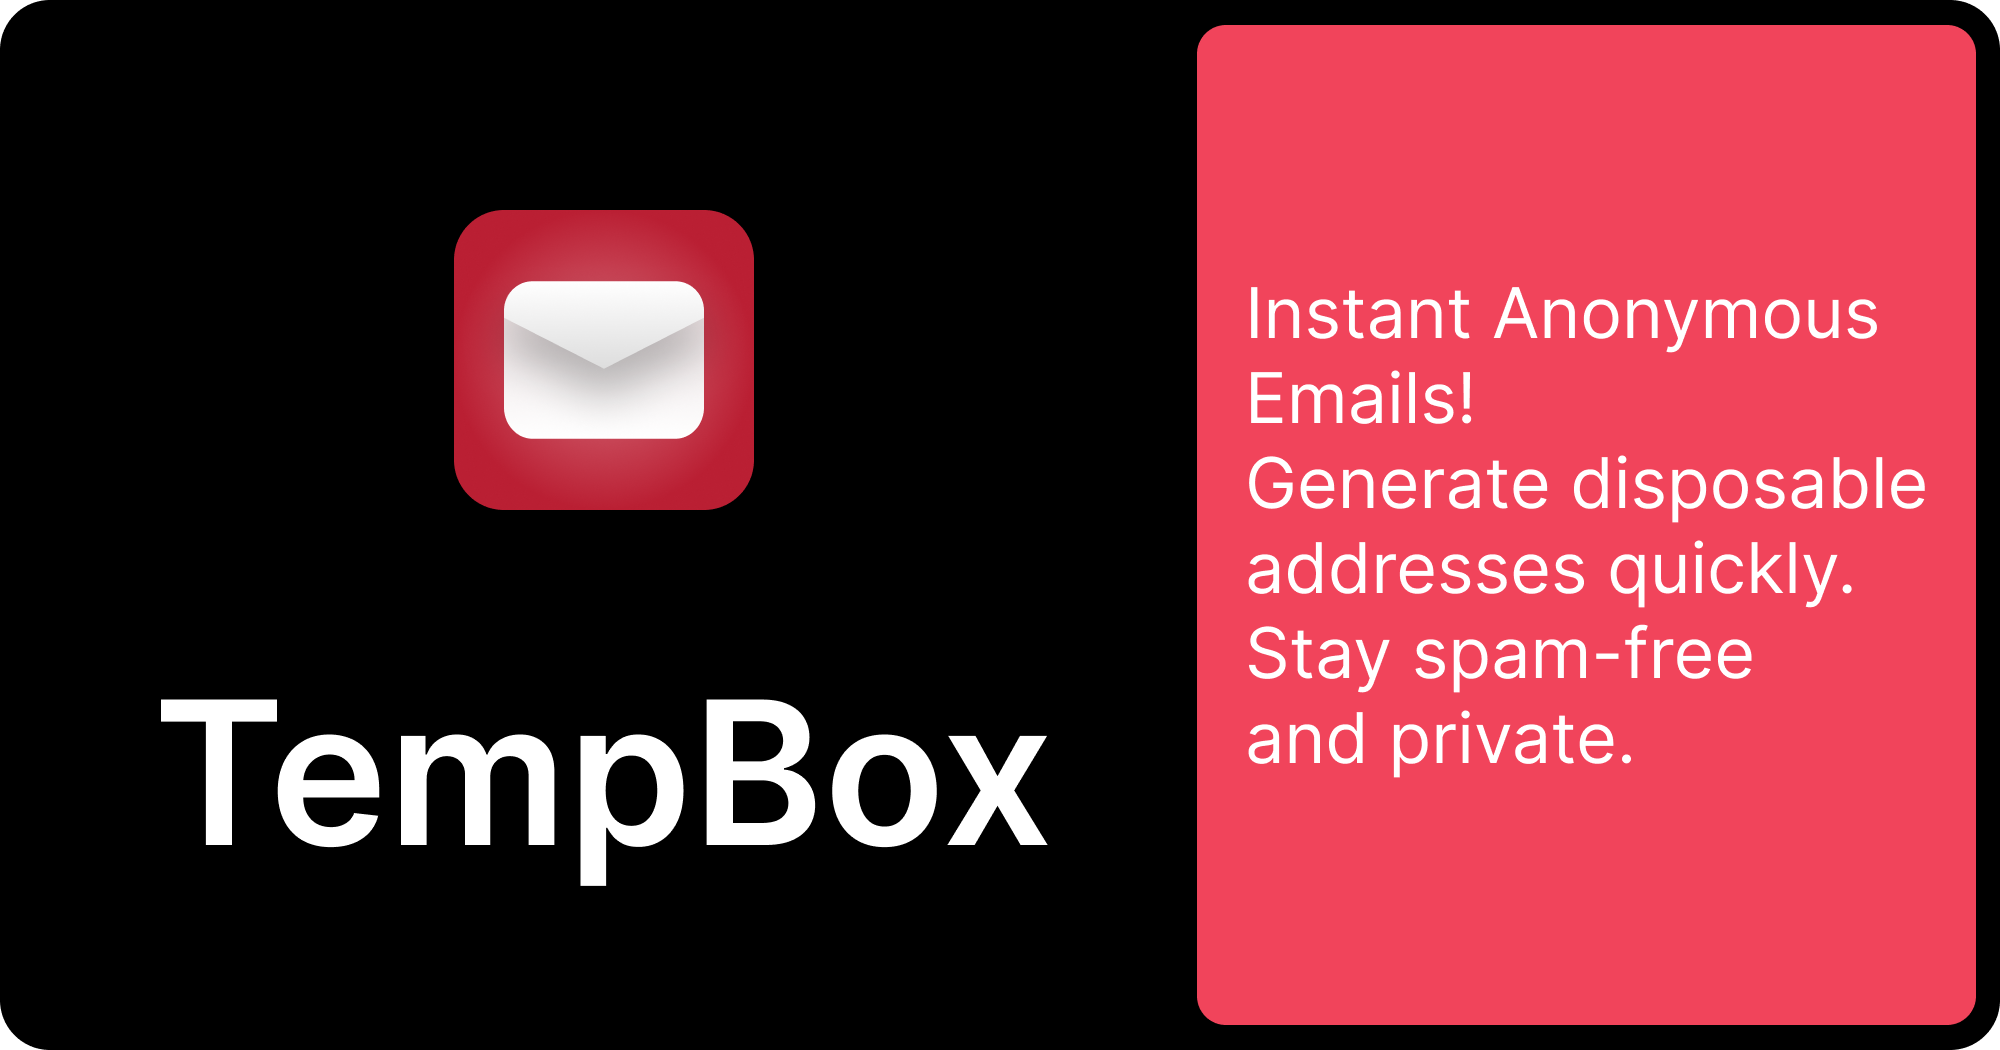 TempBox
Instant Anonymous
Emails!
Generate disposable
addresses quickly.
Stay spam-free
and private.